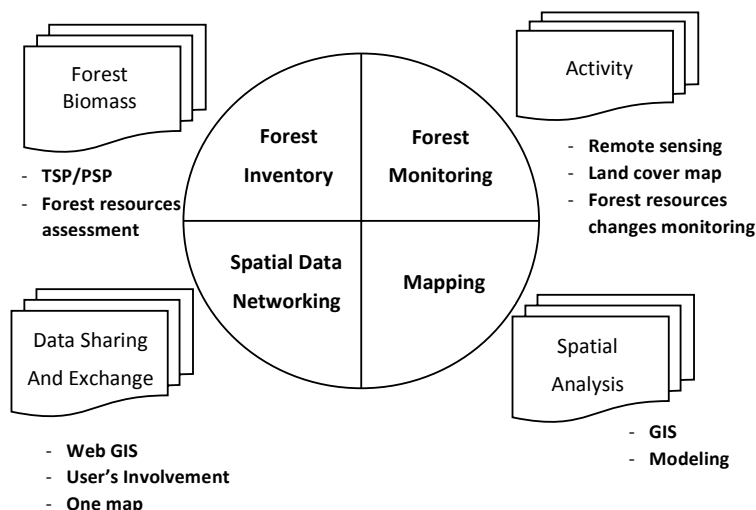 Forest
Biomass
- TSP/PSP
- Forest resources
assessment
Activity
- Remote sensing
- Land cover map
- Forest resources
changes monitoring
Forest
Inventory
Forest
Monitoring
Spatial Data
Networking
Mapping
Data Sharing
And Exchange
- Web GIS
- User's Involvement
- One map
Spatial
Analysis
- GIS
- Modeling